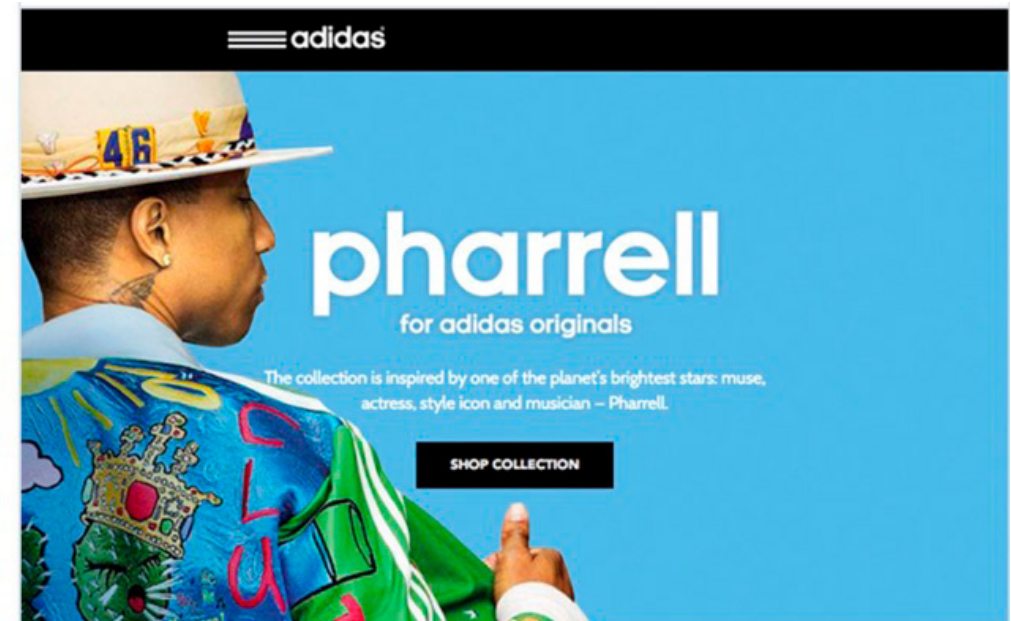 adidas
46
pharrell
for adidas originals
The collection is inspired by one of the planet's brightest stars: muse,
actress, style icon and musician – Pharrell.
SHOP COLLECTION